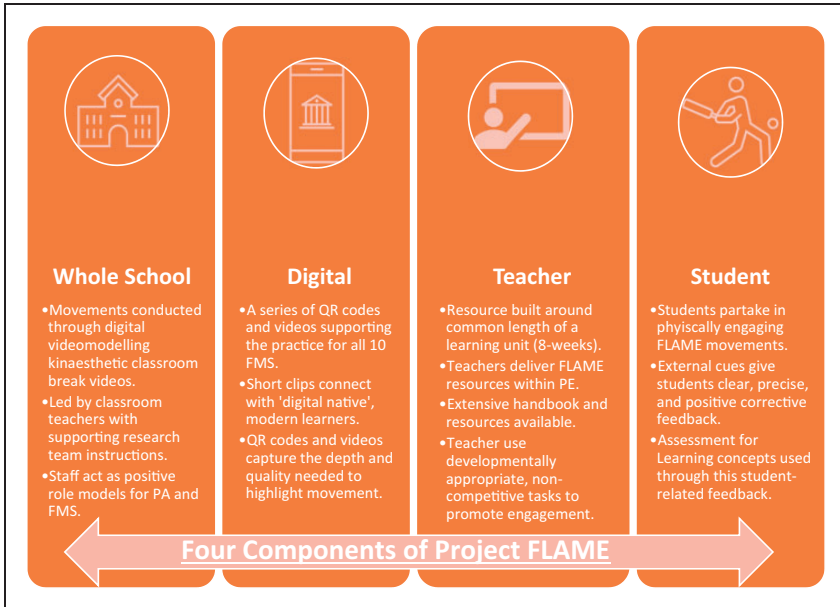 Whole School
•Movements conducted
through digital
videomodelling
kinaesthetic classroom
break videos.
•Led by classroom
teachers with
supporting research
team instructions.
•Staff act as positive
role models for PA and
FMS.
Digital
•A series of QR codes
and videos supporting
the practice for all 10
FMS.
•Short clips connect
with 'digital native',
modern learners.
•QR codes and videos
capture the depth and
quality needed to
highlight movement.
Teacher
•Resource built around
common length of a
learning unit (8-weeks).
•Teachers deliver FLAME
resources within PE.
•Extensive handbook and
resources available.
•Teacher use
developmentally
appropriate, non-
competitive tasks to
promote engagement.
Student
•Students partake in
phyiscally engaging
FLAME movements.
•External cues give
students clear, precise,
and positive corrective
feedback.
•Assessment for
Learning concepts used
through this student-
related feedback.
Four Components of Project FLAME